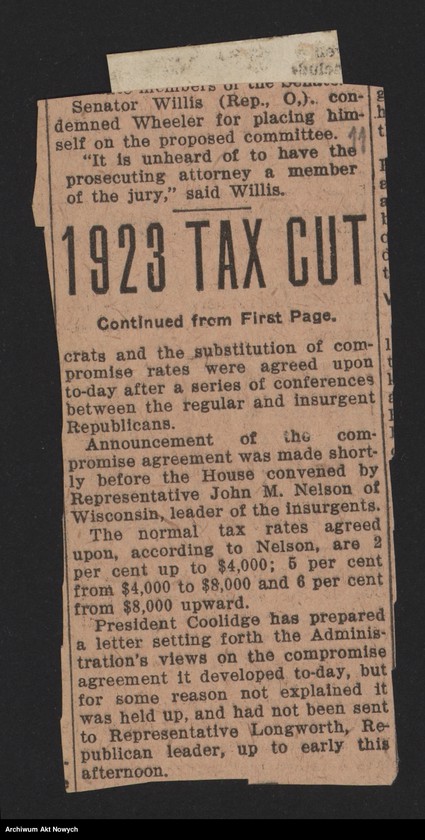 members of the Senate
Senator Willis (Rep., O.). con-
demned Wheeler for placing him-
self on the proposed committee.
11
"It is unheard of to have the
prosecuting attorney a member
of the jury," said Willis.
1923 TAX CUT
Continued from First Page.
crats and the substitution of com-
promise rates were agreed upon
to-day after a series of conferences
between the regular and insurgent
Republicans.
Announcement of the com-
promise agreement was made short-
ly before the House convened by
Representative John M. Nelson of
Wisconsin, leader of the insurgents.
The normal tax rates agreed
upon, according to Nelson, are 2
per cent up to $4,000; 5 per cent
from $4,000 to $8,000 and 6 per cent
from $8,000 upward.
President Coolidge has prepared
a letter setting forth the Adminis-
tration's views on the compromise
agreement it developed to-day, but
for some reason not explained it
was held up, and had not been sent
to Representative Longworth, Re-
publican leader, up to early this
afternoon.
Archiwum Akt Nowych